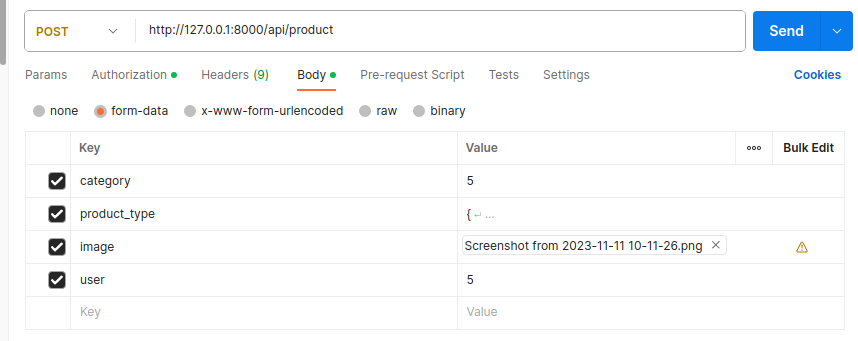 POST http://127.0.0.1:8000/api/product Send
Params Authorization Headers (9) Body Pre-request Script Tests Settings Cookies
none form-data x-www-form-urlencoded raw binary
Key Value Bulk Edit
category 5
product_type { ↵ ...
image Screenshot from 2023-11-11 10-11-26.png
user 5
Key Value